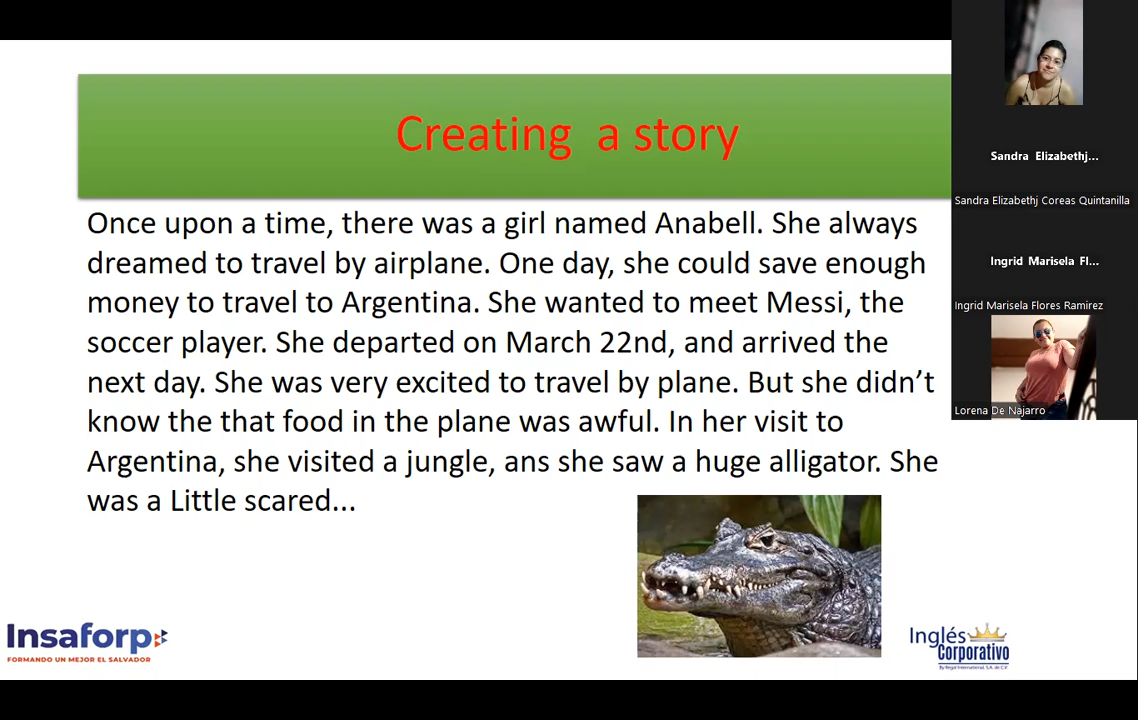 Creating a story
Once upon a time, there was a girl named Anabell. She always
dreamed to travel by airplane. One day, she could save enough
money to travel to Argentina. She wanted to meet Messi, the
soccer player. She departed on March 22nd, and arrived the
next day. She was very excited to travel by plane. But she didn’t
know the that food in the plane was awful. In her visit to
Argentina, she visited a jungle, ans she saw a huge alligator. She
was a Little scared...
Insaforp
FORMANDO UN MEJOR EL SALVADOR
Inglés
Corporativo
By Regal International, S.A. de C.V.
Sandra Elizabethj...
Sandra Elizabethj Coreas Quintanilla
Ingrid Marisela Fl...
Ingrid Marisela Flores Ramirez
Lorena De Najarro